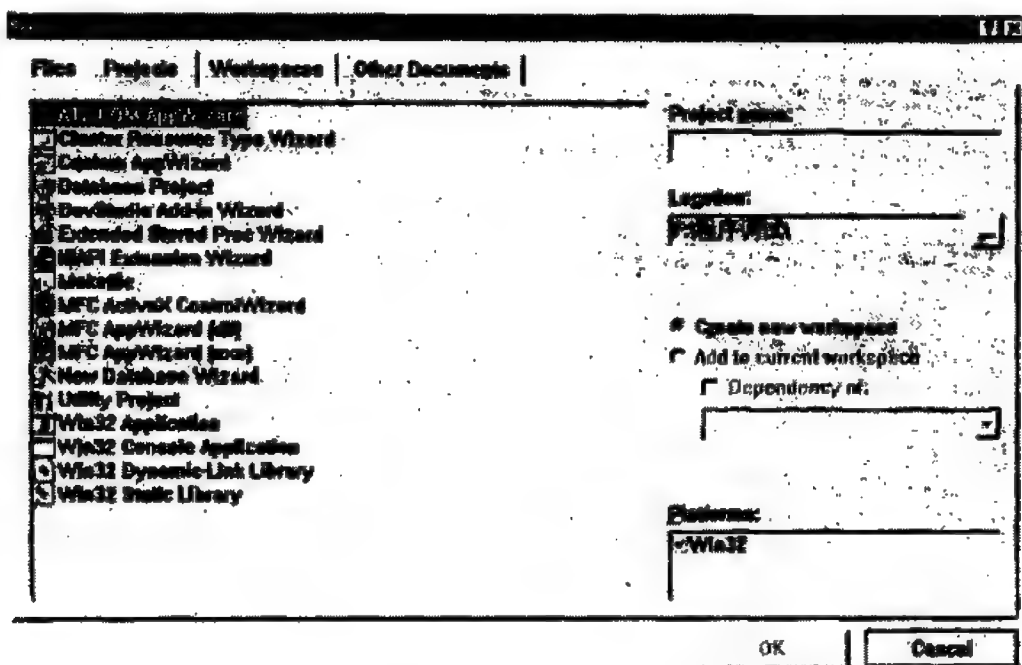 Files Projects Workspaces Other Documents
Cluster Resource Type Wizard
Custom AppWizard
Database Project
DevStudio Add-in Wizard
Extended Stored Proc Wizard
ISAPI Extension Wizard
Makefile
MFC ActiveX ControlWizard
MFC AppWizard (dll)
MFC AppWizard (exe)
New Database Wizard
Utility Project
Win32 Application
Win32 Console Application
Win32 Dynamic-Link Library
Win32 Static Library
Project name:
Location:
Create new workspace
Add to current workspace
Dependency of:
Platforms:
Win32
OK Cancel